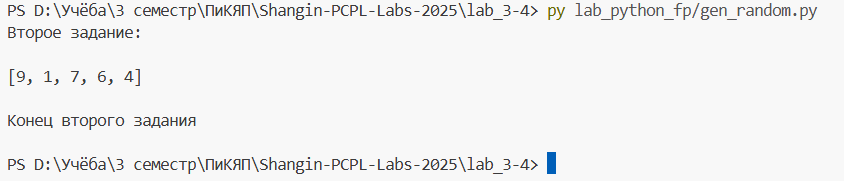 PS D:\Учёба\3 семестр\ПиКЯП\Shangin-PCPL-Labs-2025\lab_3-4> py lab_python_fp/gen_random.py
Второе задание:
[9, 1, 7, 6, 4]
Конец второго задания
PS D:\Учёба\3 семестр\ПиКЯП\Shangin-PCPL-Labs-2025\lab_3-4>